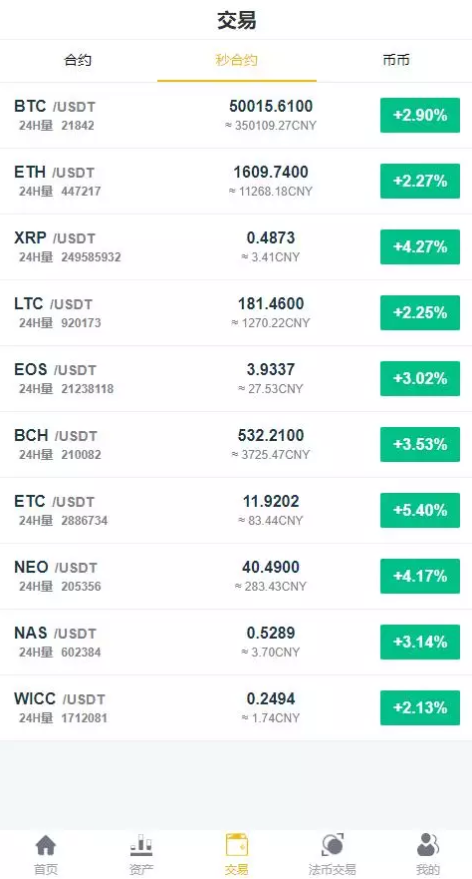 交易
合约 秒合约 币币
BTC /USDT 50015.6100 +2.90%
24H量 21842 ≈ 350109.27CNY
ETH /USDT 1609.7400 +2.27%
24H量 447217 ≈ 11268.18CNY
XRP /USDT 0.4873 +4.27%
24H量 249585932 ≈ 3.41CNY
LTC /USDT 181.4600 +2.25%
24H量 920173 ≈ 1270.22CNY
EOS /USDT 3.9337 +3.02%
24H量 21238118 ≈ 27.53CNY
BCH /USDT 532.2100 +3.53%
24H量 210082 ≈ 3725.47CNY
ETC /USDT 11.9202 +5.40%
24H量 2886734 ≈ 83.44CNY
NEO /USDT 40.4900 +4.17%
24H量 205356 ≈ 283.43CNY
NAS /USDT 0.5289 +3.14%
24H量 602384 ≈ 3.70CNY
WICC /USDT 0.2494 +2.13%
24H量 1712081 ≈ 1.74CNY
首页 资产 交易 法币交易 我的